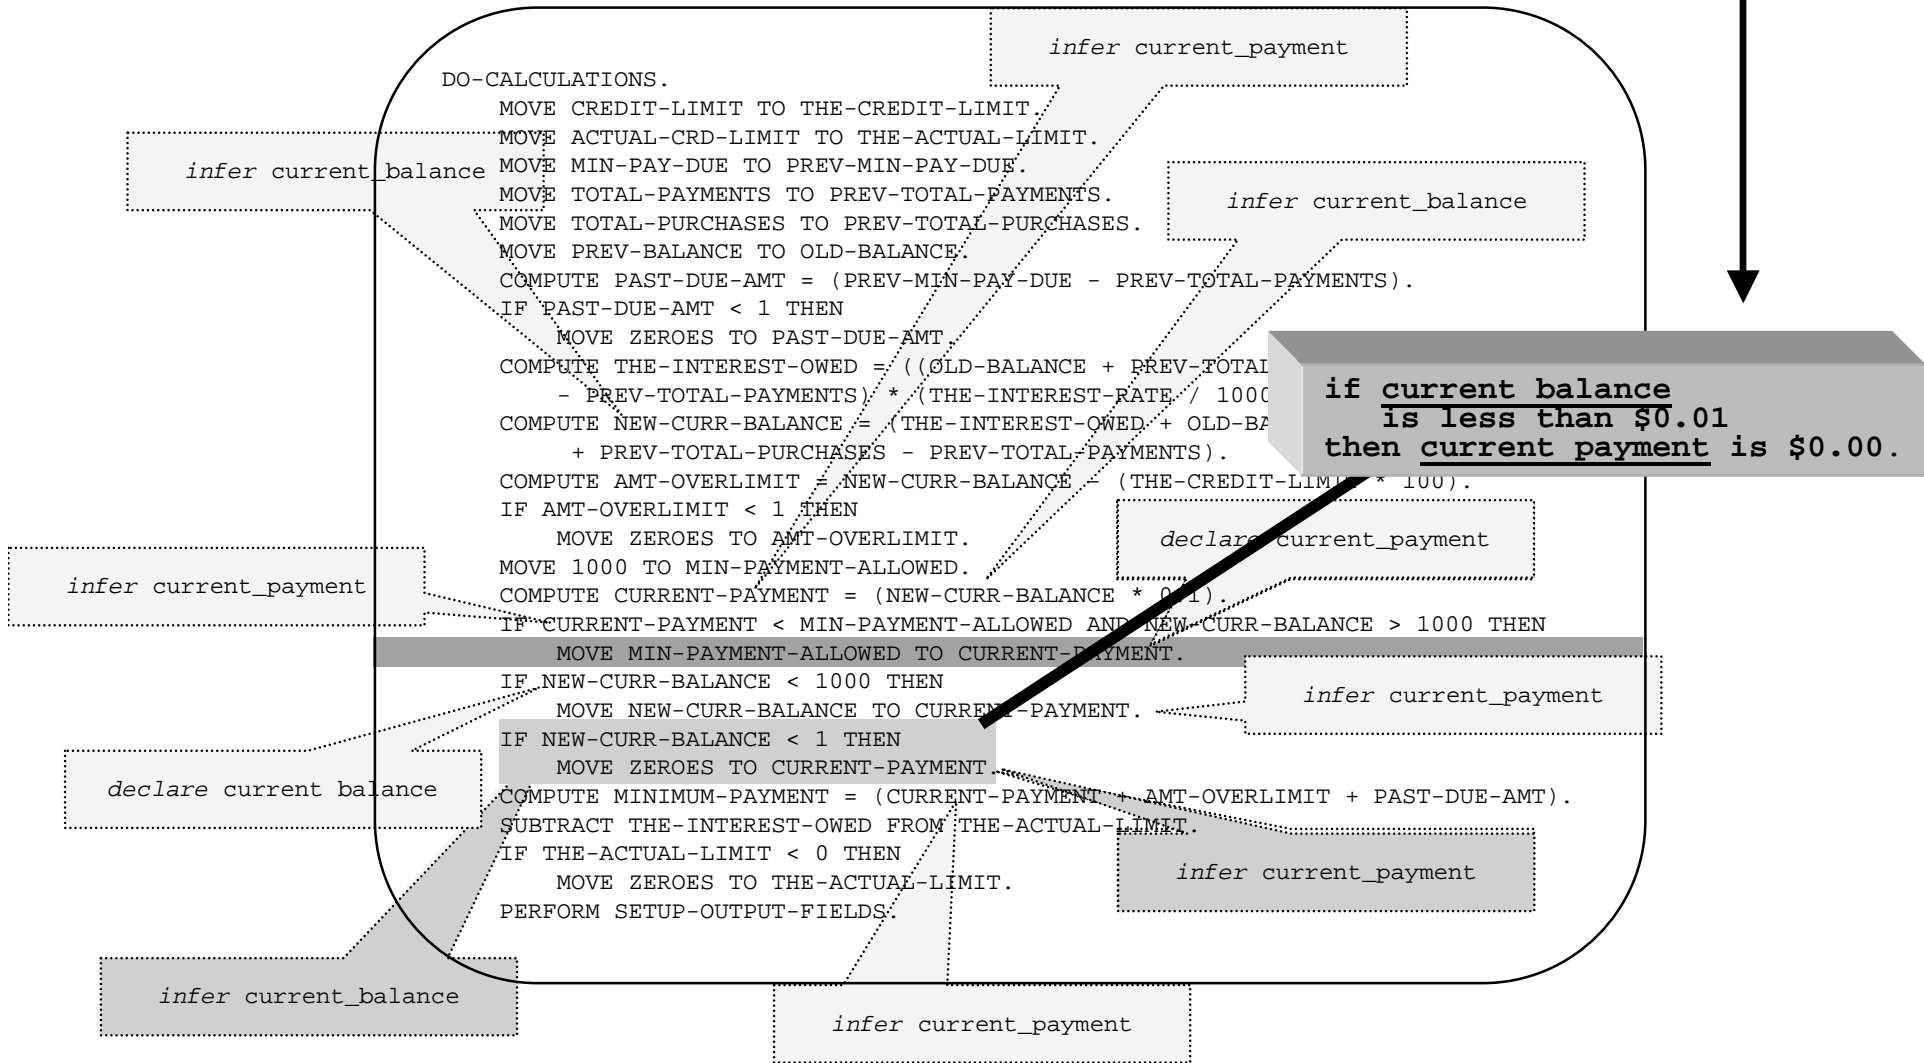 infer current_payment
DO-CALCULATIONS.
MOVE CREDIT-LIMIT TO THE-CREDIT-LIMIT.
MOVE ACTUAL-CRD-LIMIT TO THE-ACTUAL-LIMIT.
MOVE MIN-PAY-DUE TO PREV-MIN-PAY-DUE.
infer current_balance
MOVE TOTAL-PAYMENTS TO PREV-TOTAL-PAYMENTS.
infer current_balance
MOVE TOTAL-PURCHASES TO PREV-TOTAL-PURCHASES.
MOVE PREV-BALANCE TO OLD-BALANCE.
COMPUTE PAST-DUE-AMT = (PREV-MIN-PAY-DUE - PREV-TOTAL-PAYMENTS).
IF PAST-DUE-AMT < 1 THEN
MOVE ZEROES TO PAST-DUE-AMT.
COMPUTE THE-INTEREST-OWED = ((OLD-BALANCE + PREV-TOTAL
- PREV-TOTAL-PAYMENTS) * (THE-INTEREST-RATE / 1000
COMPUTE NEW-CURR-BALANCE = (THE-INTEREST-OWED + OLD-BA
+ PREV-TOTAL-PURCHASES - PREV-TOTAL-PAYMENTS).
if current balance
is less than $0.01
then current payment is $0.00.
COMPUTE AMT-OVERLIMIT = NEW-CURR-BALANCE - (THE-CREDIT-LIMIT * 100).
IF AMT-OVERLIMIT < 1 THEN
MOVE ZEROES TO AMT-OVERLIMIT.
declare current_payment
MOVE 1000 TO MIN-PAYMENT-ALLOWED.
infer current_payment
COMPUTE CURRENT-PAYMENT = (NEW-CURR-BALANCE * 0.1).
IF CURRENT-PAYMENT < MIN-PAYMENT-ALLOWED AND NEW-CURR-BALANCE > 1000 THEN
MOVE MIN-PAYMENT-ALLOWED TO CURRENT-PAYMENT.
IF NEW-CURR-BALANCE < 1000 THEN
infer current_payment
MOVE NEW-CURR-BALANCE TO CURRENT-PAYMENT.
IF NEW-CURR-BALANCE < 1 THEN
MOVE ZEROES TO CURRENT-PAYMENT.
declare current balance
COMPUTE MINIMUM-PAYMENT = (CURRENT-PAYMENT + AMT-OVERLIMIT + PAST-DUE-AMT).
SUBTRACT THE-INTEREST-OWED FROM THE-ACTUAL-LIMIT.
IF THE-ACTUAL-LIMIT < 0 THEN
infer current_payment
MOVE ZEROES TO THE-ACTUAL-LIMIT.
PERFORM SETUP-OUTPUT-FIELDS.
infer current_balance
infer current_payment